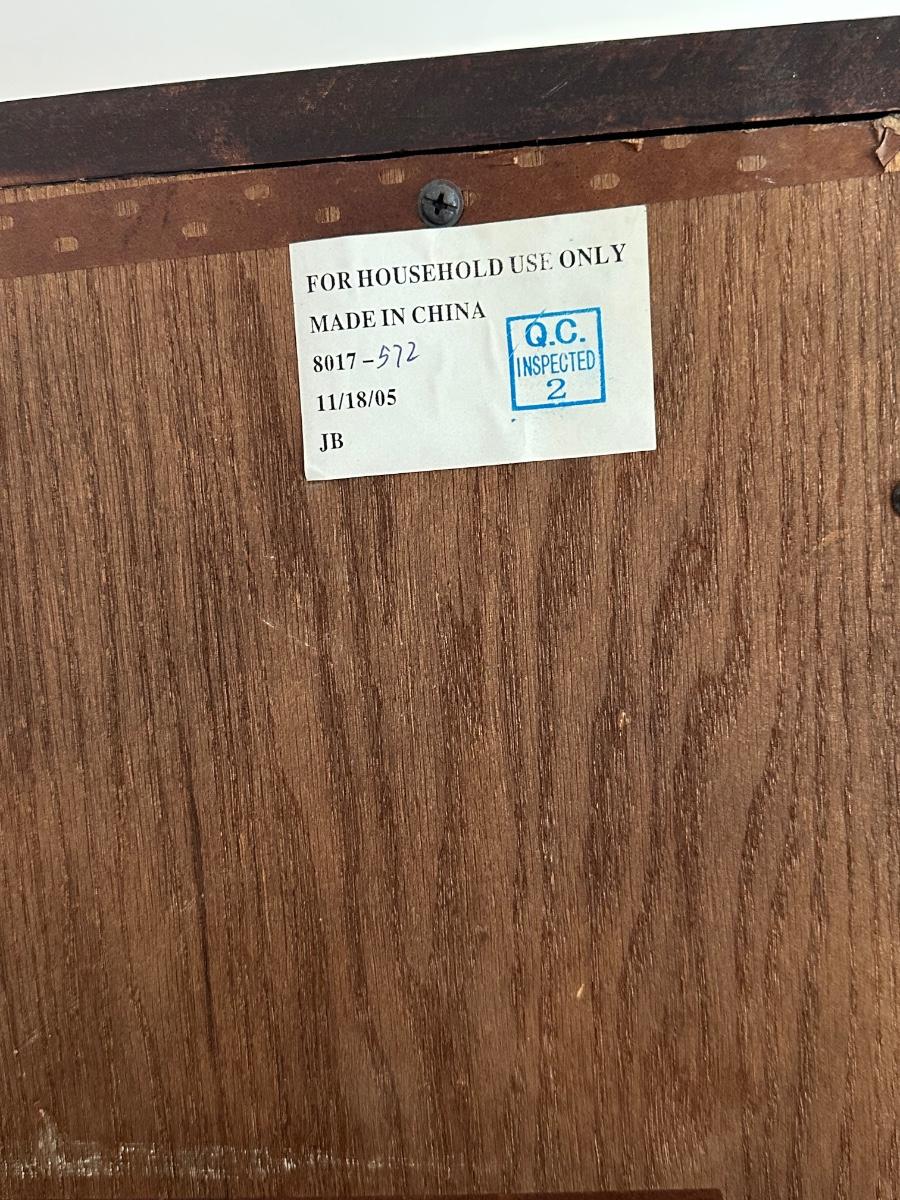 FOR HOUSEHOLD USE ONLY
MADE IN CHINA
8017-572
11/18/05
JB
Q.C.
INSPECTED
2